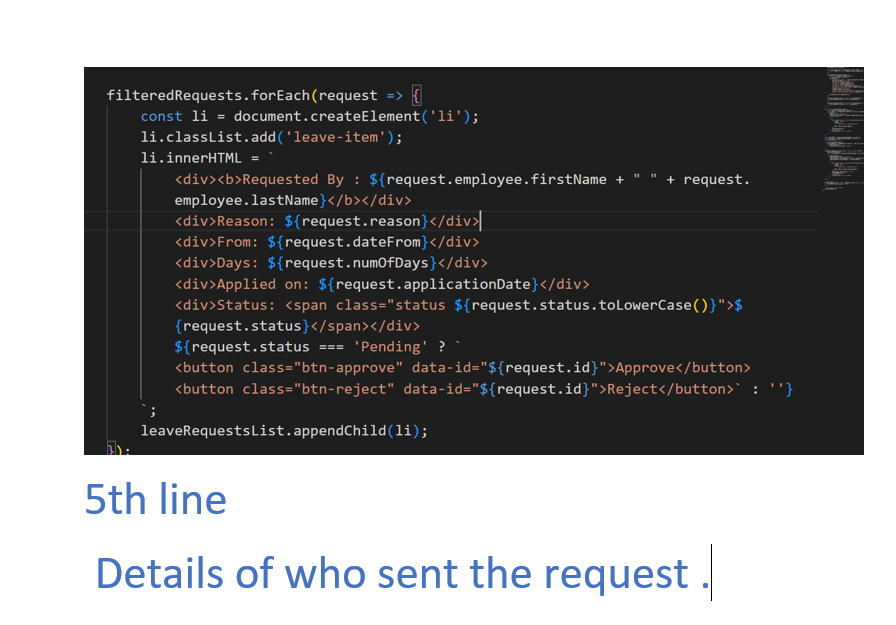 filteredRequests.forEach(request => {
const li = document.createElement('li');
li.classList.add('leave-item');
li.innerHTML = `
<div><b>Requested By : ${request.employee.firstName + " " + request.
employee.lastName}</b></div>
<div>Reason: ${request.reason}</div>
<div>From: ${request.dateFrom}</div>
<div>Days: ${request.numOfDays}</div>
<div>Applied on: ${request.applicationDate}</div>
<div>Status: <span class="status ${request.status.toLowerCase()}">$
{request.status}</span></div>
${request.status === 'Pending' ? `
<button class="btn-approve" data-id="${request.id}">Approve</button>
<button class="btn-reject" data-id="${request.id}">Reject</button>` : ''}
`;
leaveRequestsList.appendChild(li);
});
5th line
Details of who sent the request .